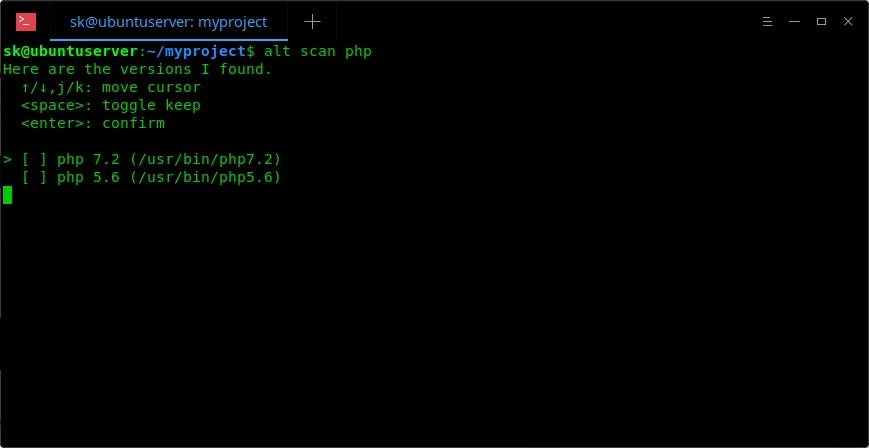 sk@ubuntuserver: myproject
sk@ubuntuserver:~/myproject$ alt scan php
Here are the versions I found.
  ↑/↓,j/k: move cursor
  <space>: toggle keep
  <enter>: confirm
> [ ] php 7.2 (/usr/bin/php7.2)
  [ ] php 5.6 (/usr/bin/php5.6)